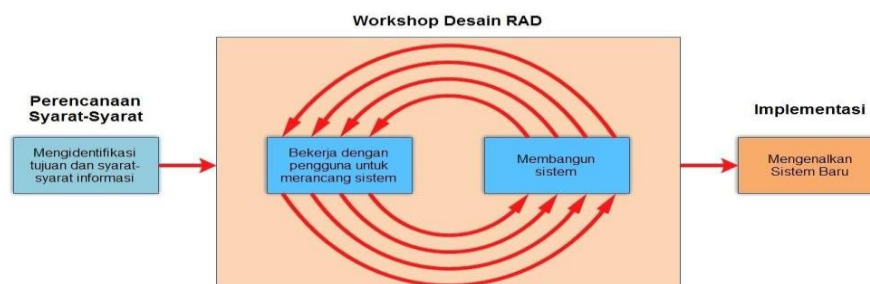 Workshop Desain RAD
Perencanaan
Syarat-Syarat
Mengidentifikasi
tujuan dan syarat-
syarat informasi
Bekerja dengan
pengguna untuk
merancang sistem
Membangun
sistem
Implementasi
Mengenalkan
Sistem Baru